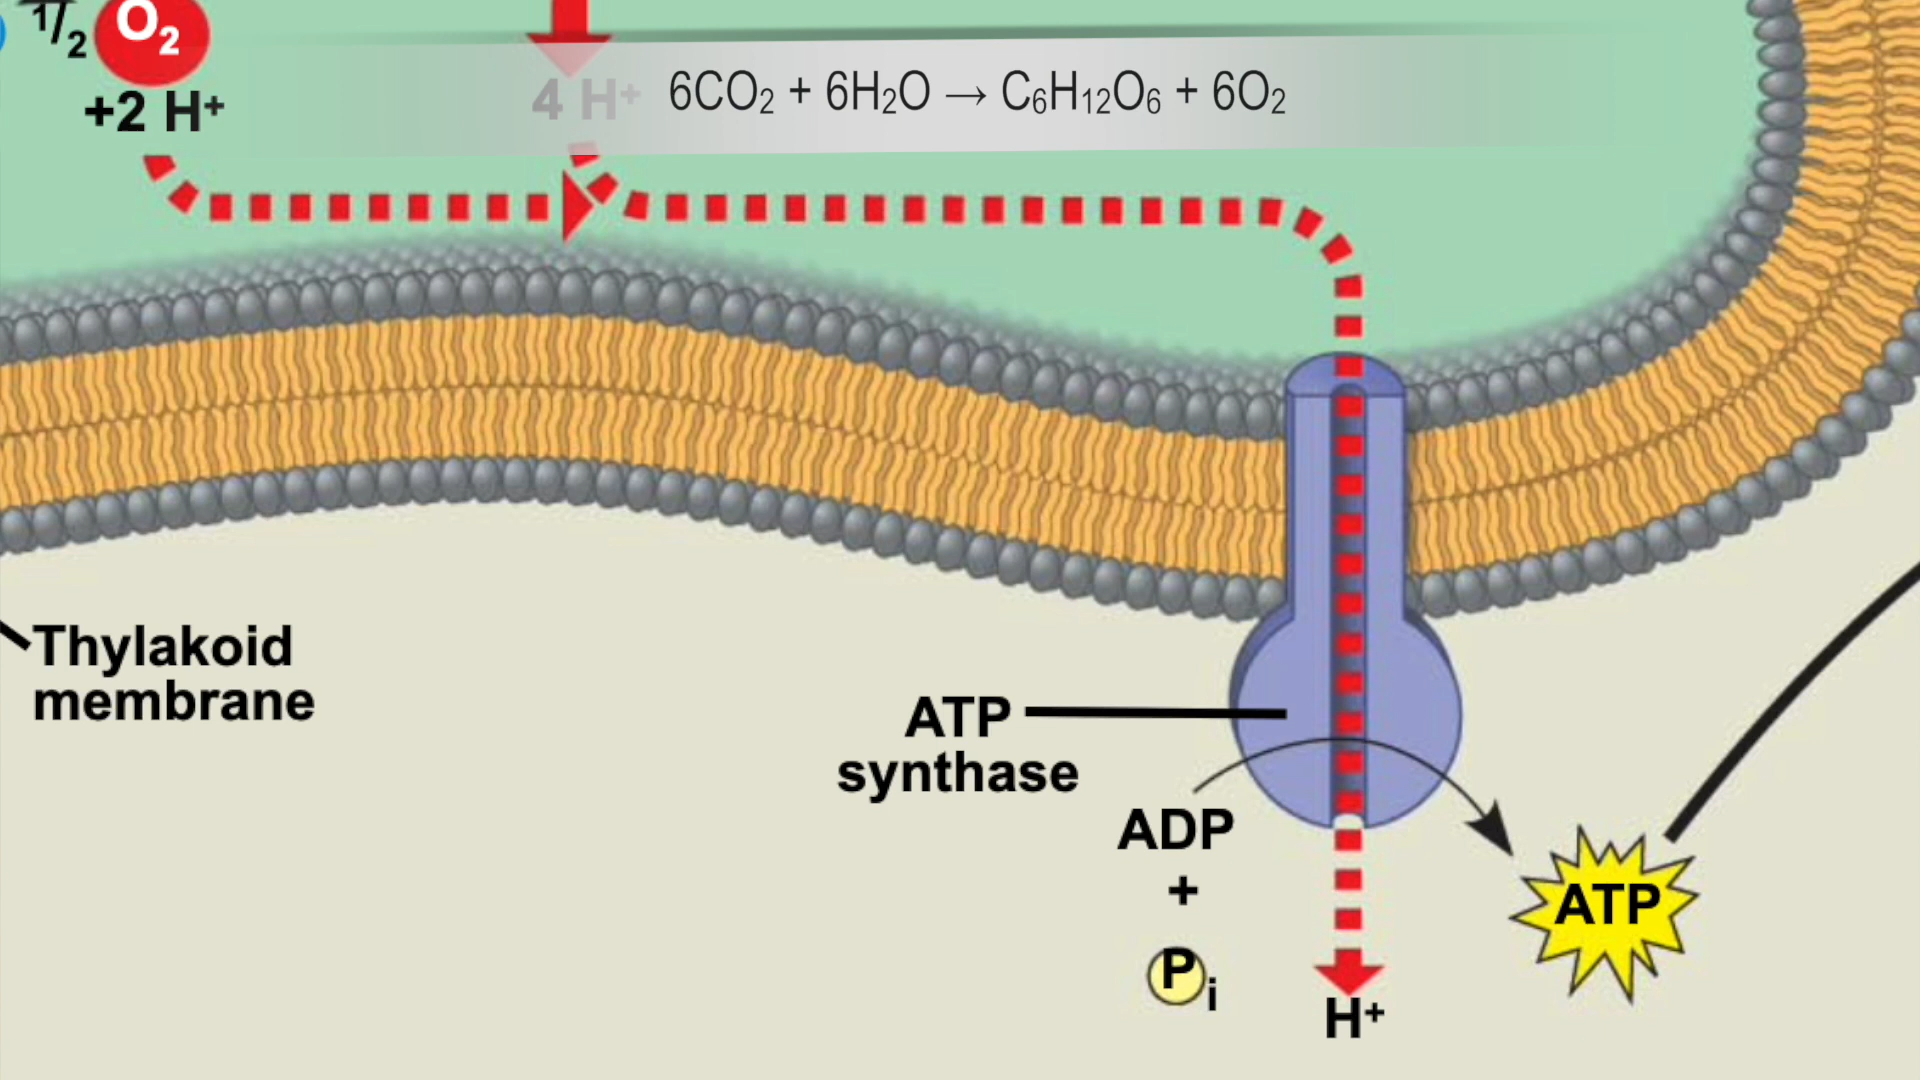 1/2 O₂
+2 H⁺
4 H⁺
6CO₂ + 6H₂O → C₆H₁₂O₆ + 6O₂
Thylakoid
membrane
ATP
synthase
ADP
+
Pi
H⁺
ATP